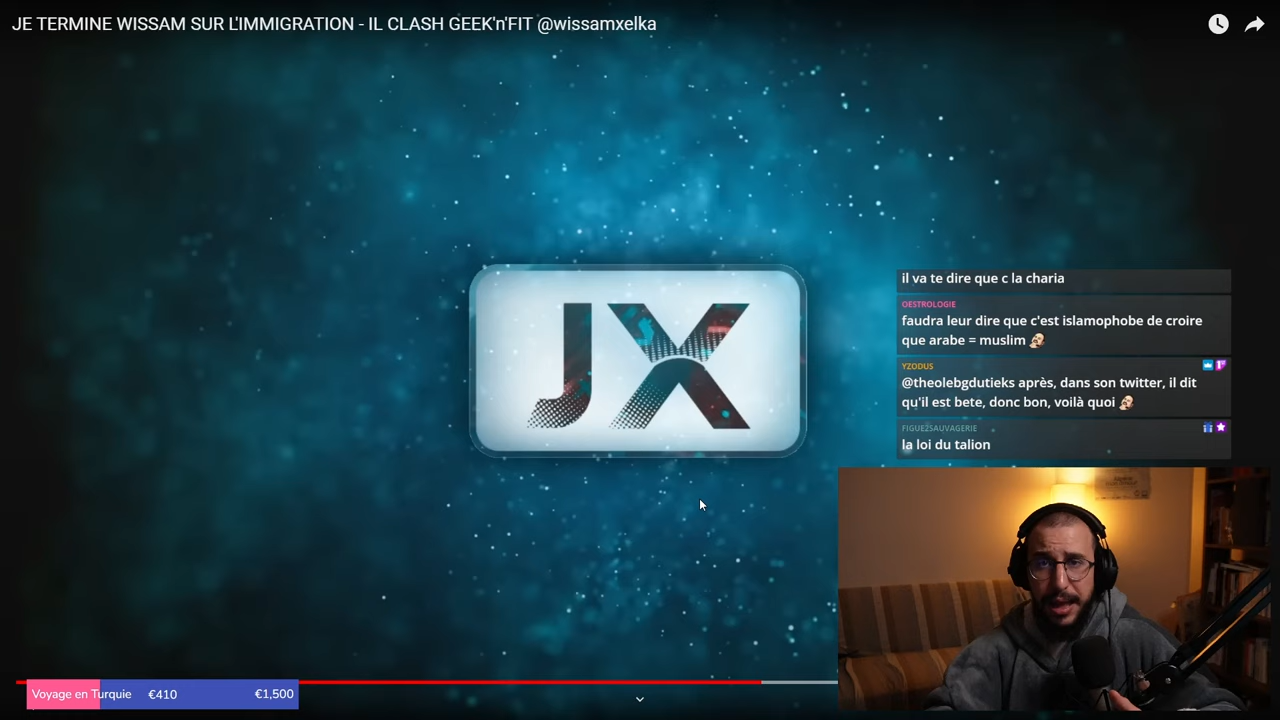 JE TERMINE WISSAM SUR L'IMMIGRATION - IL CLASH GEEK'n'FIT @wissamxelka
JX
il va te dire que c la charia
OESTROLOGIE
faudra leur dire que c'est islamophobe de croire
que arabe = muslim
YZODUS
@theolebgdutieks après, dans son twitter, il dit
qu'il est bete, donc bon, voilà quoi
FIGUE2SAUVAGERIE
la loi du talion
Voyage en Turquie €410 €1,500